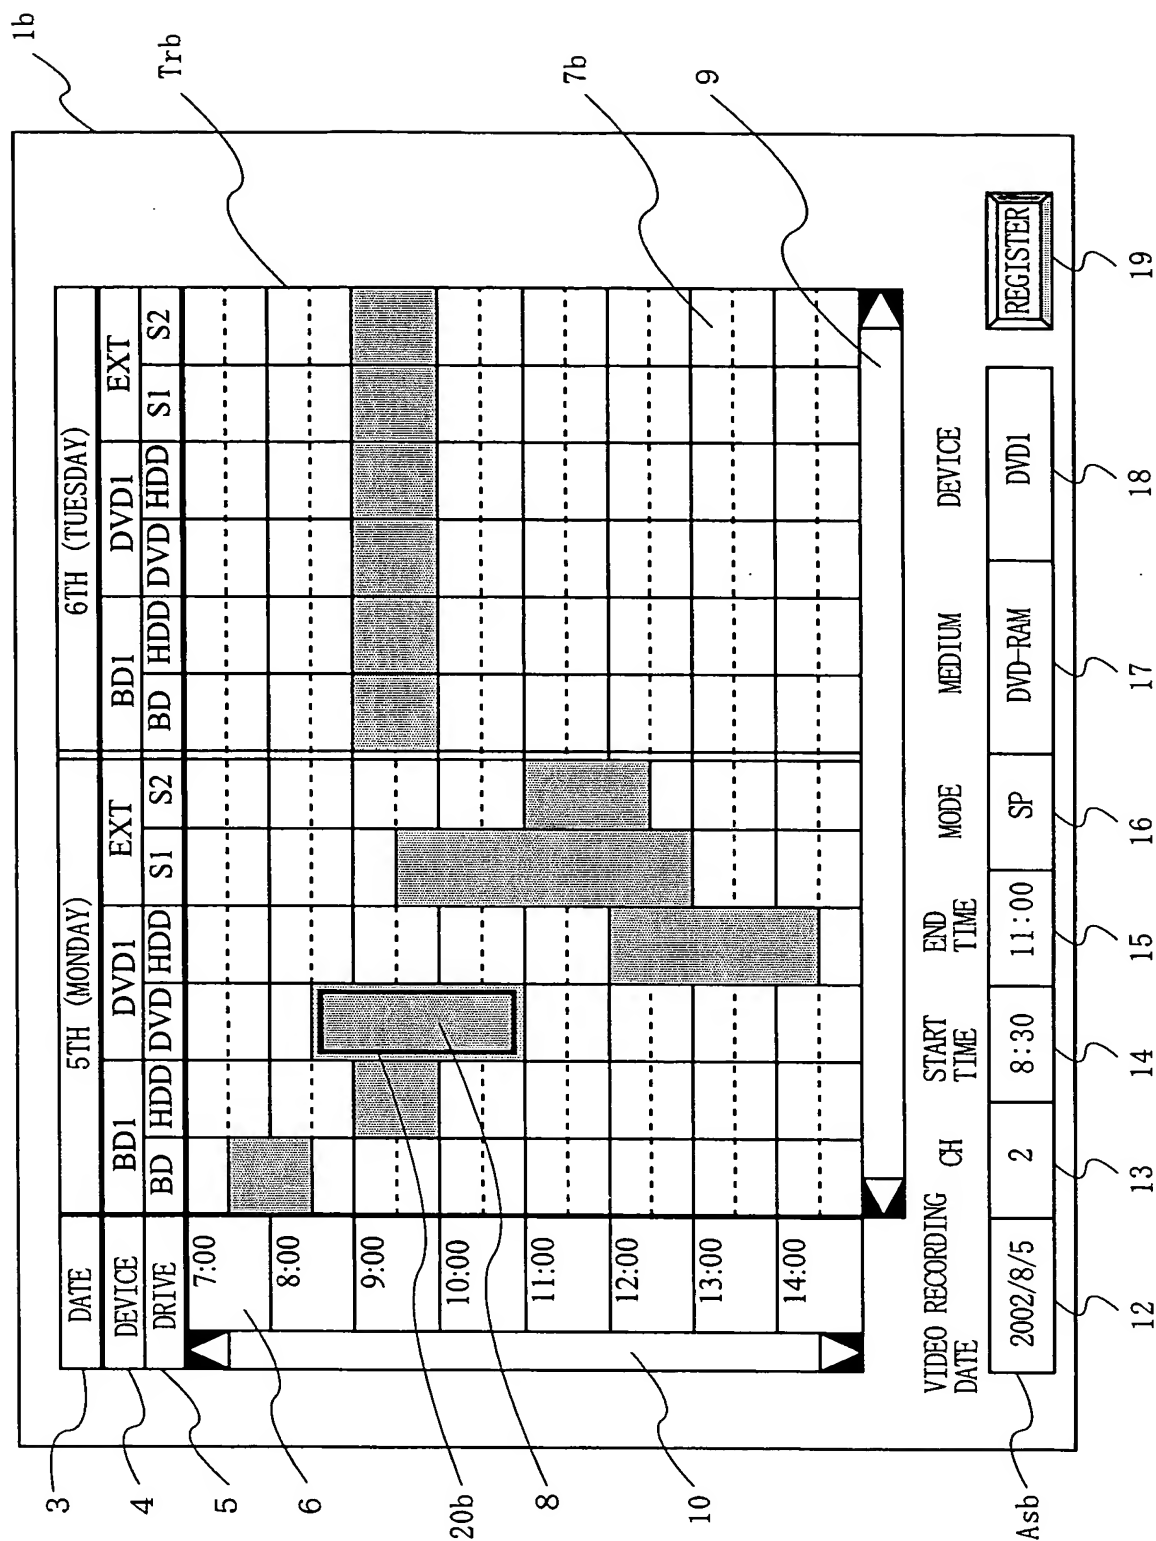 1b
Trb
7b
9
DATE 5TH (MONDAY) 6TH (TUESDAY)
DEVICE BD1 DVD1 EXT BD1 DVD1 EXT
DRIVE BD HDD DVD HDD S1 S2 BD HDD DVD HDD S1 S2
7:00
8:00
9:00
10:00
11:00
12:00
13:00
14:00
VIDEO RECORDING DATE
CH
START TIME
END TIME
MODE
MEDIUM
DEVICE
2002/8/5 2 8:30 11:00 SP DVD-RAM DVD1 REGISTER
3
4
5
6
20b
8
10
Asb
12
13
14
15
16
17
18
19